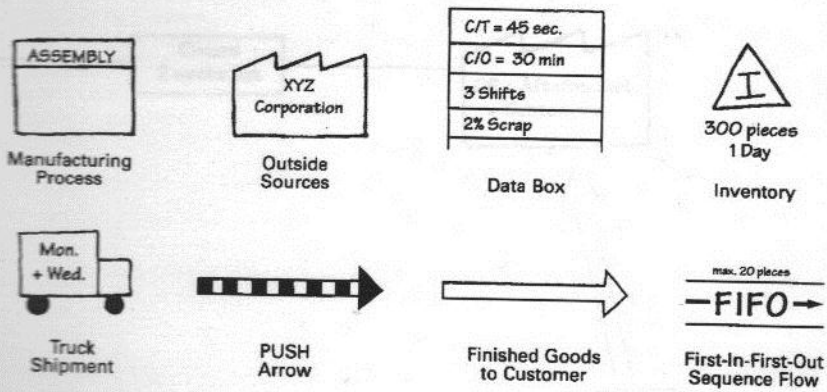 ASSEMBLY
Manufacturing
Process
XYZ
Corporation
Outside
Sources
C/T = 45 sec.
C/O = 30 min
3 Shifts
2% Scrap
Data Box
I
300 pieces
1 Day
Inventory
Mon.
+ Wed.
Truck
Shipment
PUSH
Arrow
Finished Goods
to Customer
max. 20 pieces
FIFO
First-In-First-Out
Sequence Flow